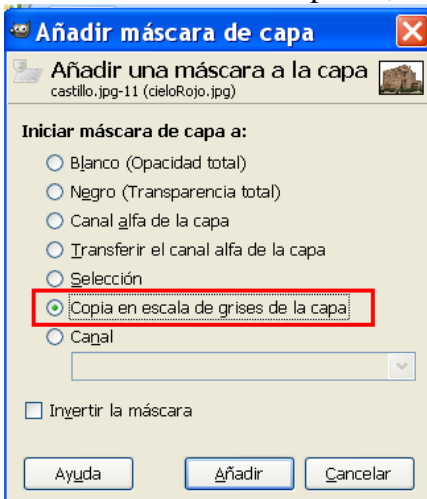 Añadir máscara de capa
Añadir una máscara a la capa
castillo.jpg-11 (cieloRojo.jpg)
Iniciar máscara de capa a:
Blanco (Opacidad total)
Negro (Transparencia total)
Canal alfa de la capa
Transferir el canal alfa de la capa
Selección
Copia en escala de grises de la capa
Canal
Invertir la máscara
Ayuda Añadir Cancelar